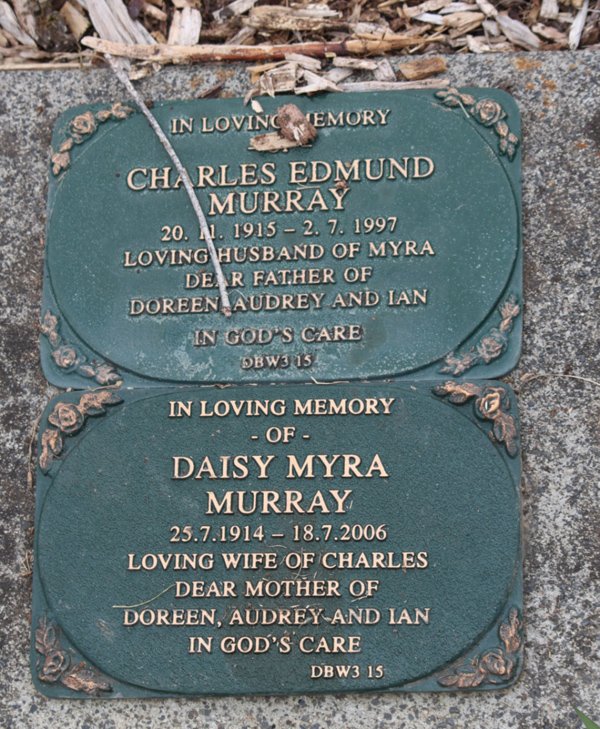 IN LOVING MEMORY
CHARLES EDMUND
MURRAY
20. 11. 1915 – 2. 7. 1997
LOVING HUSBAND OF MYRA
DEAR FATHER OF
DOREEN, AUDREY AND IAN
IN GOD'S CARE
DBW3 15
IN LOVING MEMORY
- OF -
DAISY MYRA
MURRAY
25.7.1914 – 18.7.2006
LOVING WIFE OF CHARLES
DEAR MOTHER OF
DOREEN, AUDREY AND IAN
IN GOD'S CARE
DBW3 15